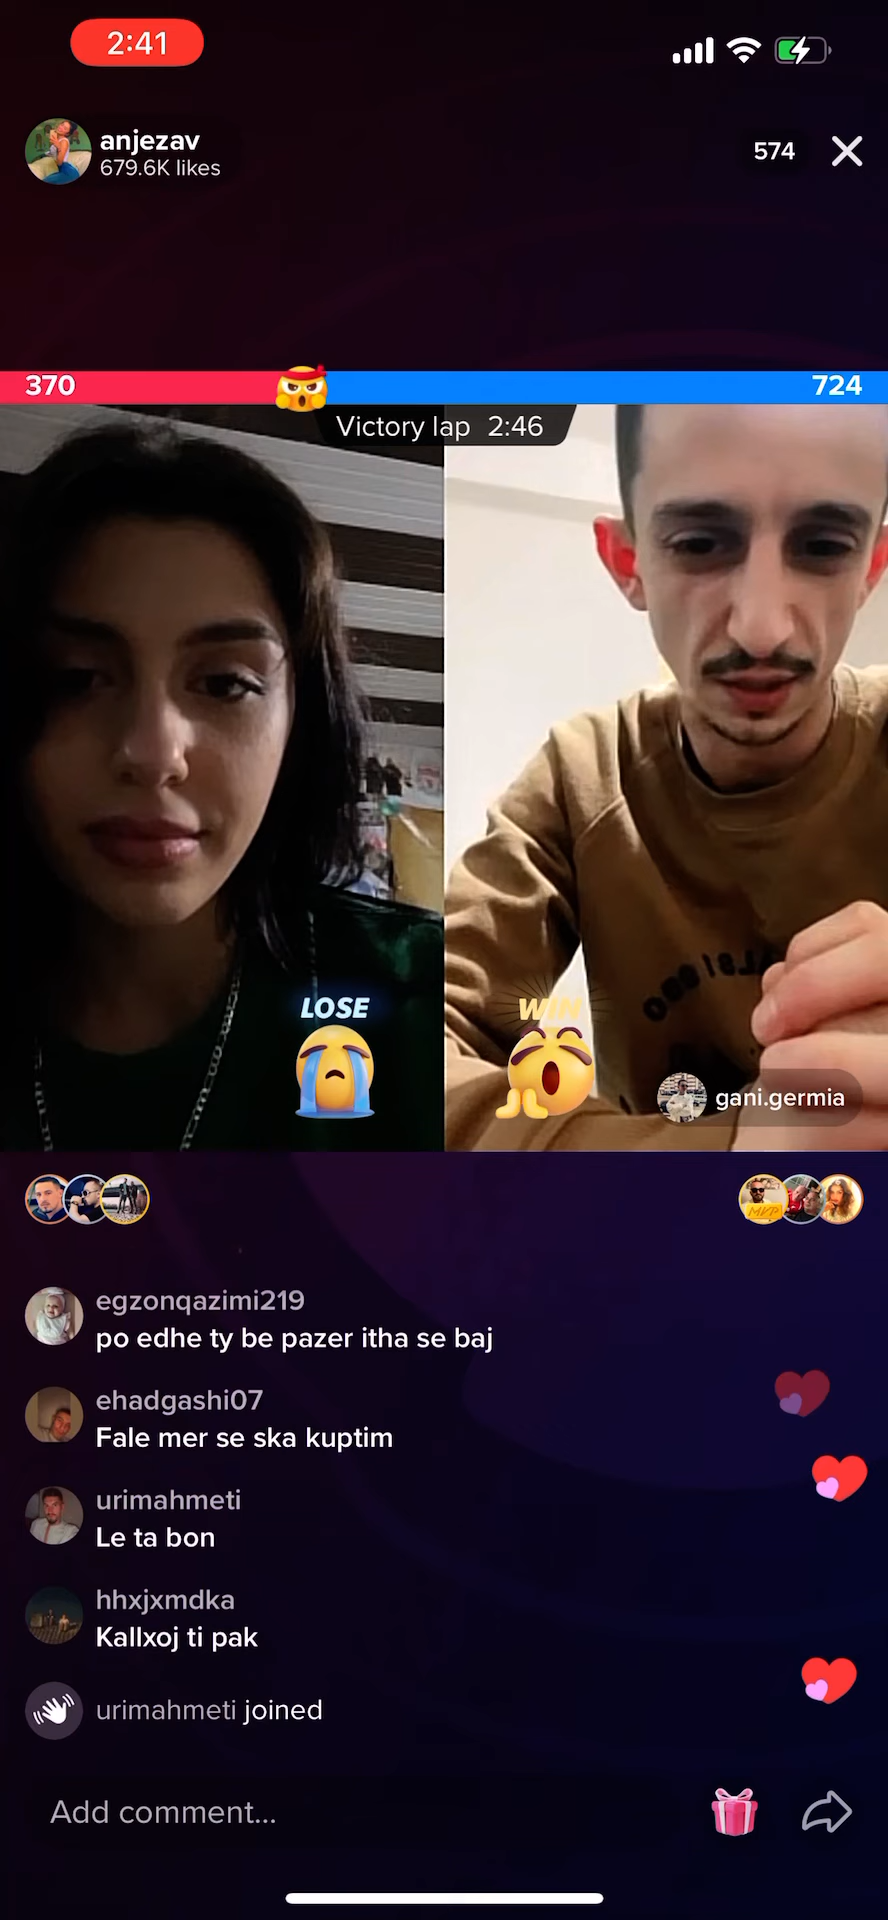 2:41
anjezav
679.6K likes
574
370
724
Victory lap 2:46
LOSE
WIN
gani.germia
MVP
egzonqazimi219
po edhe ty be pazer itha se baj
ehadgashi07
Fale mer se ska kuptim
urimahmeti
Le ta bon
hhxjxmdka
Kallxoj ti pak
urimahmeti joined
Add comment...